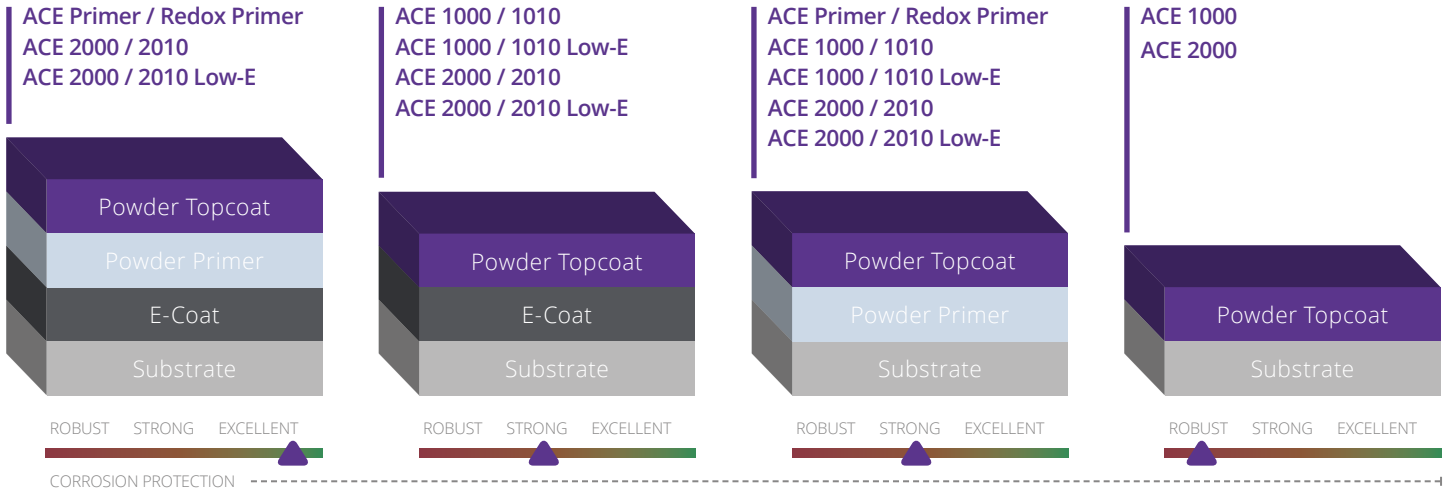 ACE Primer / Redox Primer
ACE 2000 / 2010
ACE 2000 / 2010 Low-E
Powder Topcoat
Powder Primer
E-Coat
Substrate
ROBUST STRONG EXCELLENT
ACE 1000 / 1010
ACE 1000 / 1010 Low-E
ACE 2000 / 2010
ACE 2000 / 2010 Low-E
Powder Topcoat
E-Coat
Substrate
ROBUST STRONG EXCELLENT
ACE Primer / Redox Primer
ACE 1000 / 1010
ACE 1000 / 1010 Low-E
ACE 2000 / 2010
ACE 2000 / 2010 Low-E
Powder Topcoat
Powder Primer
Substrate
ROBUST STRONG EXCELLENT
ACE 1000
ACE 2000
Powder Topcoat
Substrate
ROBUST STRONG EXCELLENT
CORROSION PROTECTION